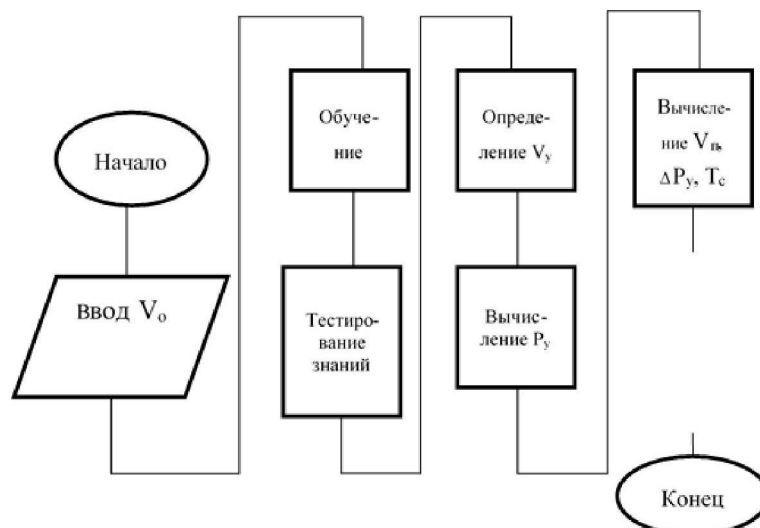 Начало
Ввод Vо
Обуче-
ние
Тестиро-
вание
знаний
Опреде-
ление Vу
Вычис-
ление Pу
Вычисле-
ние Vп,
ΔPу, Tс
Конец